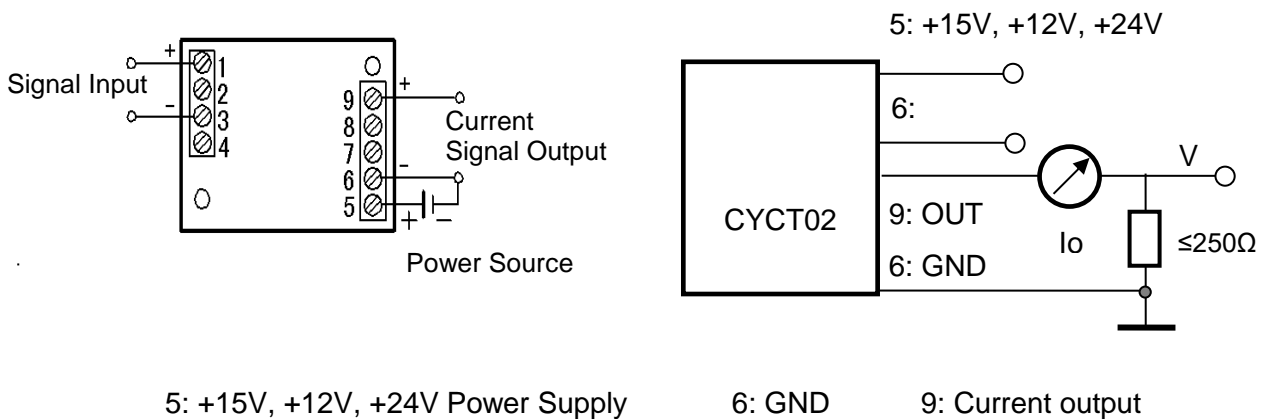 Signal Input
+
-
1
2
3
4
9
8
7
6
5
+
-
Current
Signal Output
+
-
Power Source
5: +15V, +12V, +24V
6:
CYCT02
9: OUT
6: GND
Io
V
≤250Ω
5: +15V, +12V, +24V Power Supply
6: GND
9: Current output